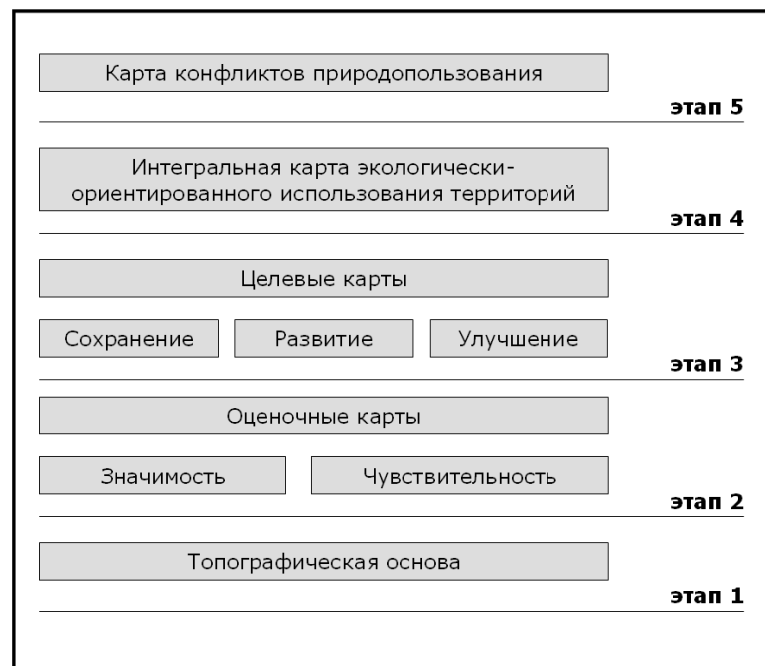 Карта конфликтов природопользования
этап 5
Интегральная карта экологически-
ориентированного использования территорий
этап 4
Целевые карты
Сохранение
Развитие
Улучшение
этап 3
Оценочные карты
Значимость
Чувствительность
этап 2
Топографическая основа
этап 1